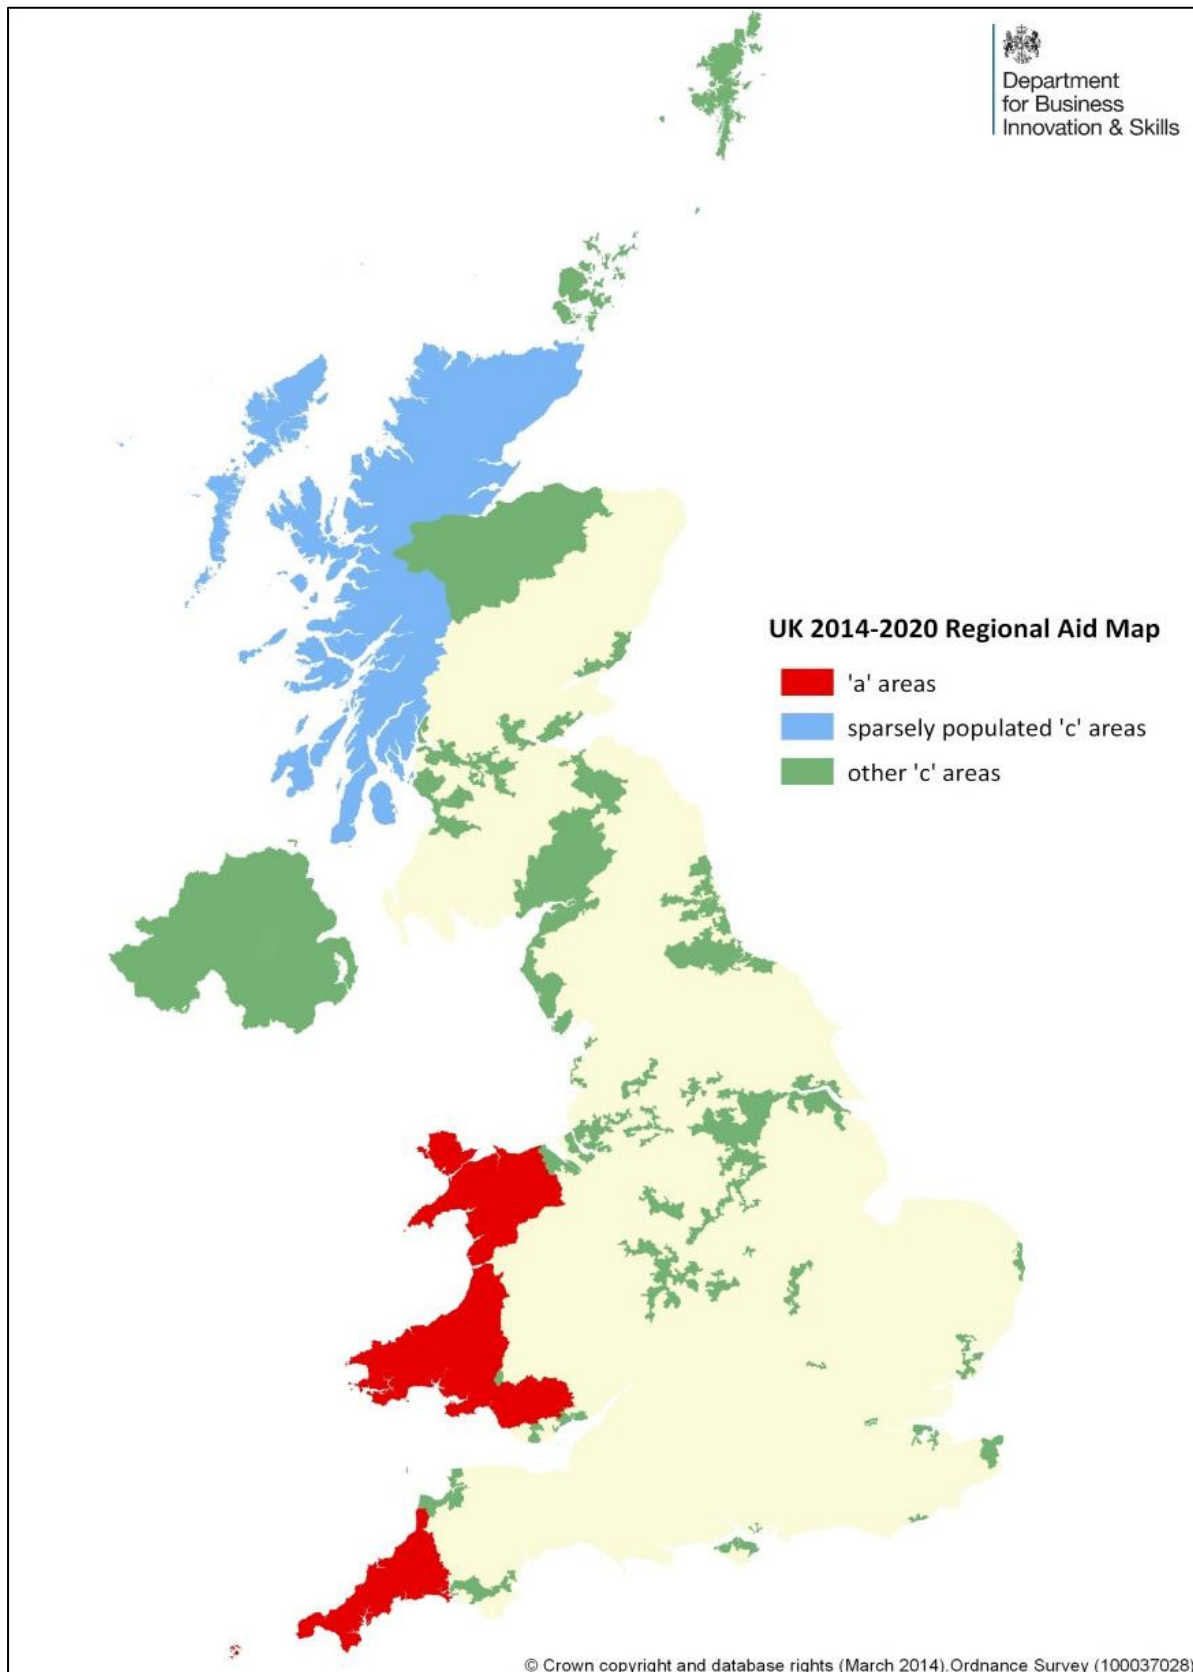 Department
for Business
Innovation & Skills
UK 2014-2020 Regional Aid Map
'a' areas
sparsely populated 'c' areas
other 'c' areas
© Crown copyright and database rights (March 2014).Ordnance Survey (100037028)